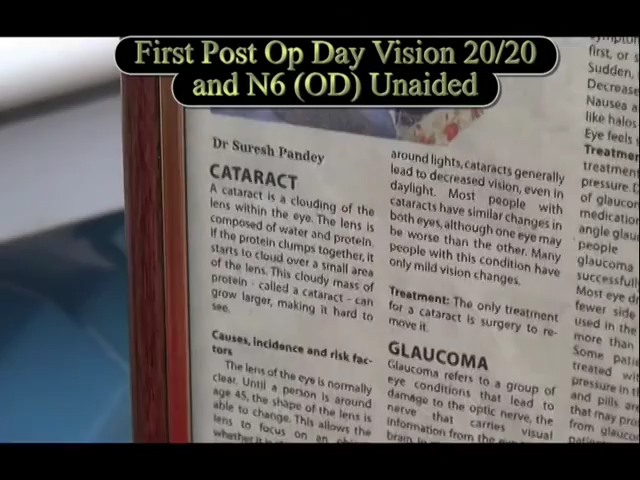 First Post Op Day Vision 20/20
and N6 (OD) Unaided
Dr Suresh Pandey
CATARACT
A cataract is a clouding of the
lens within the eye. The lens is
composed of water and protein.
If the protein clumps together, it
starts to cloud over a small area
of the lens. This cloudy mass of
protein - called a cataract - can
grow larger, making it hard to
see.
Causes, incidence and risk fac-
tors
The lens of the eye is normally
clear. Until a person is around
age 45, the shape of the lens is
able to change. This allows the
lens to focus on an
whether it is
around lights, cataracts generally
lead to decreased vision, even in
daylight. Most people with
cataracts have similar changes in
both eyes, although one eye may
be worse than the other. Many
people with this condition have
only mild vision changes.
Treatment: The only treatment
for a cataract is surgery to re-
move it.
GLAUCOMA
Glaucoma refers to a group of
eye conditions that lead to
damage to the optic nerve, the
nerve that carries visual
information from the
brain.
first, or s
Sudden,
Decrease
Nausea a
like halos
Eye feels s
Treatmen
treatment
pressure.
of glaucom
medicatio
angle glau
people
glaucoma
successfull
Most eye d
fewer side
used in the
more than
Some pati
treated wi
pressure in t
and pills a
that may pro
from glauco